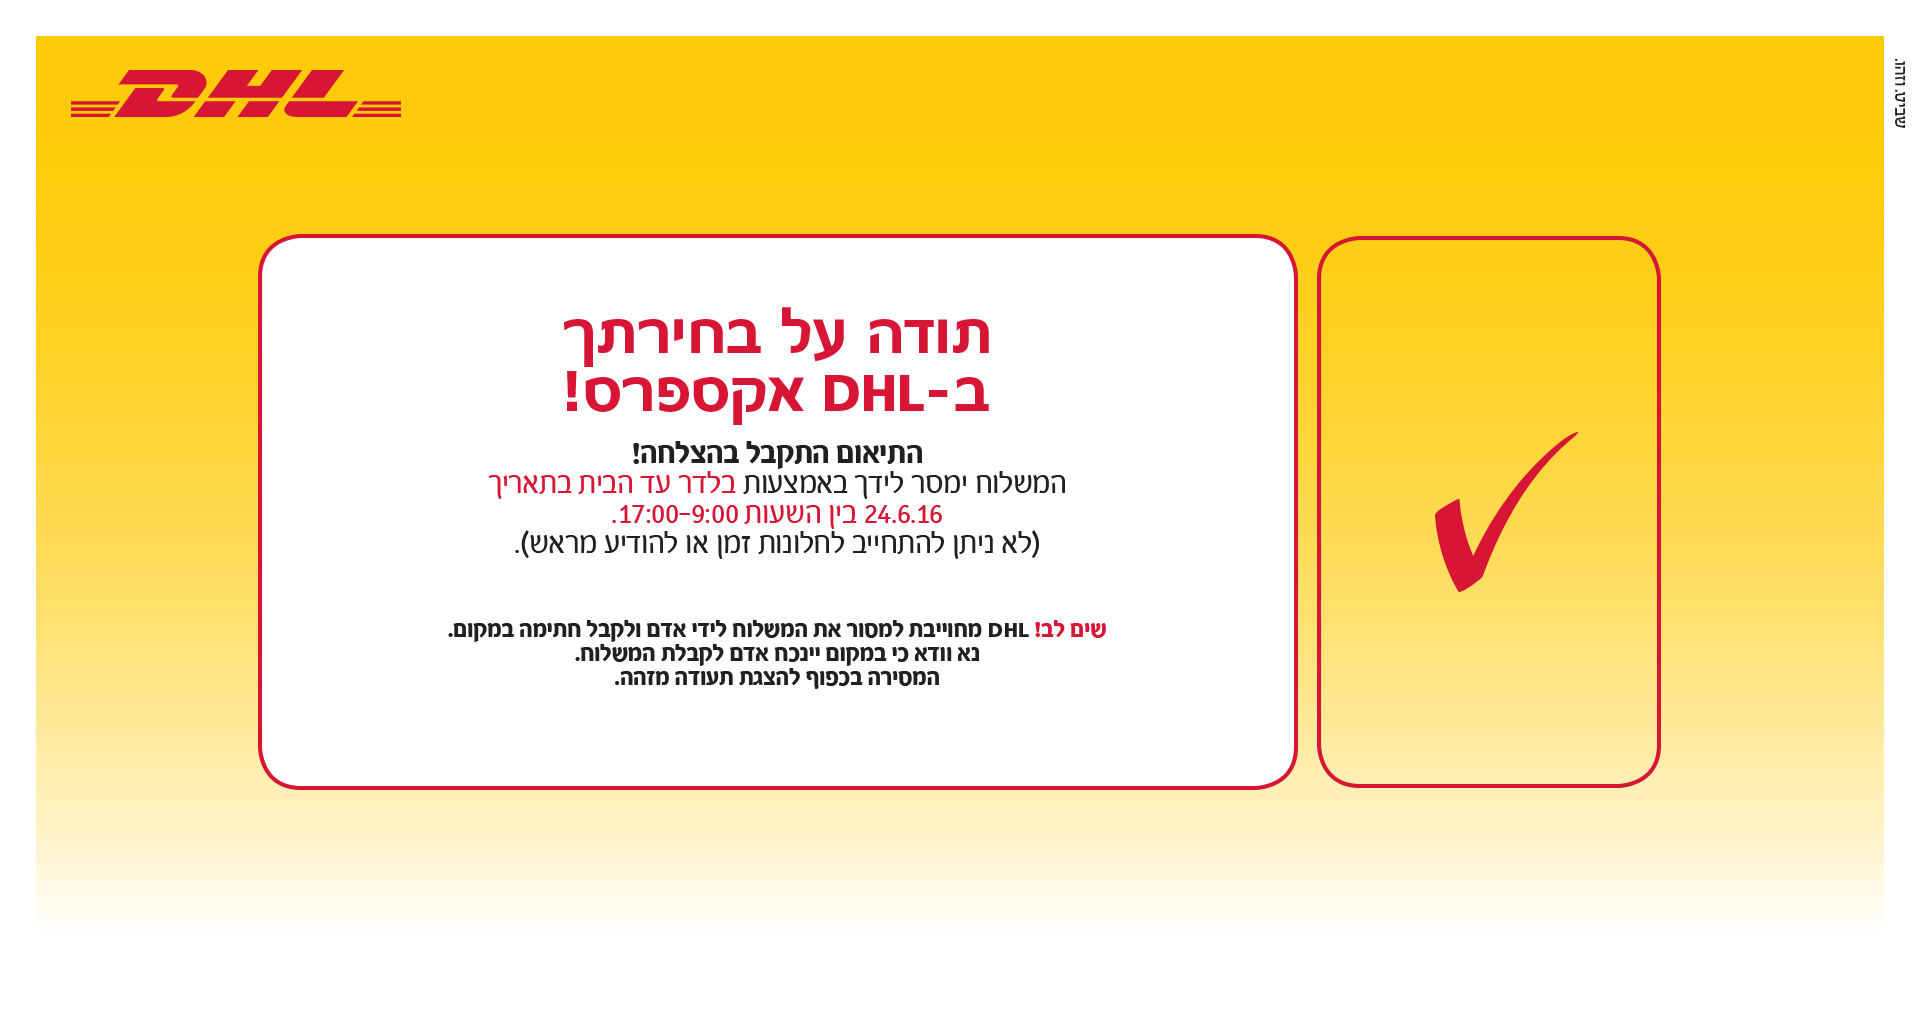 DHL
תודה על בחירתך
ב-DHL אקספרס!
התיאום התקבל בהצלחה!
המשלוח ימסר לידך באמצעות בלדר עד הבית בתאריך
24.6.16 בין השעות 9:00–17:00.
(לא ניתן להתחייב לחלונות זמן או להודיע מראש).
שים לב! DHL מחוייבת למסור את המשלוח לידי אדם ולקבל חתימה במקום.
נא וודא כי במקום יינכח אדם לקבלת המשלוח.
המסירה בכפוף להצגת תעודה מזהה.